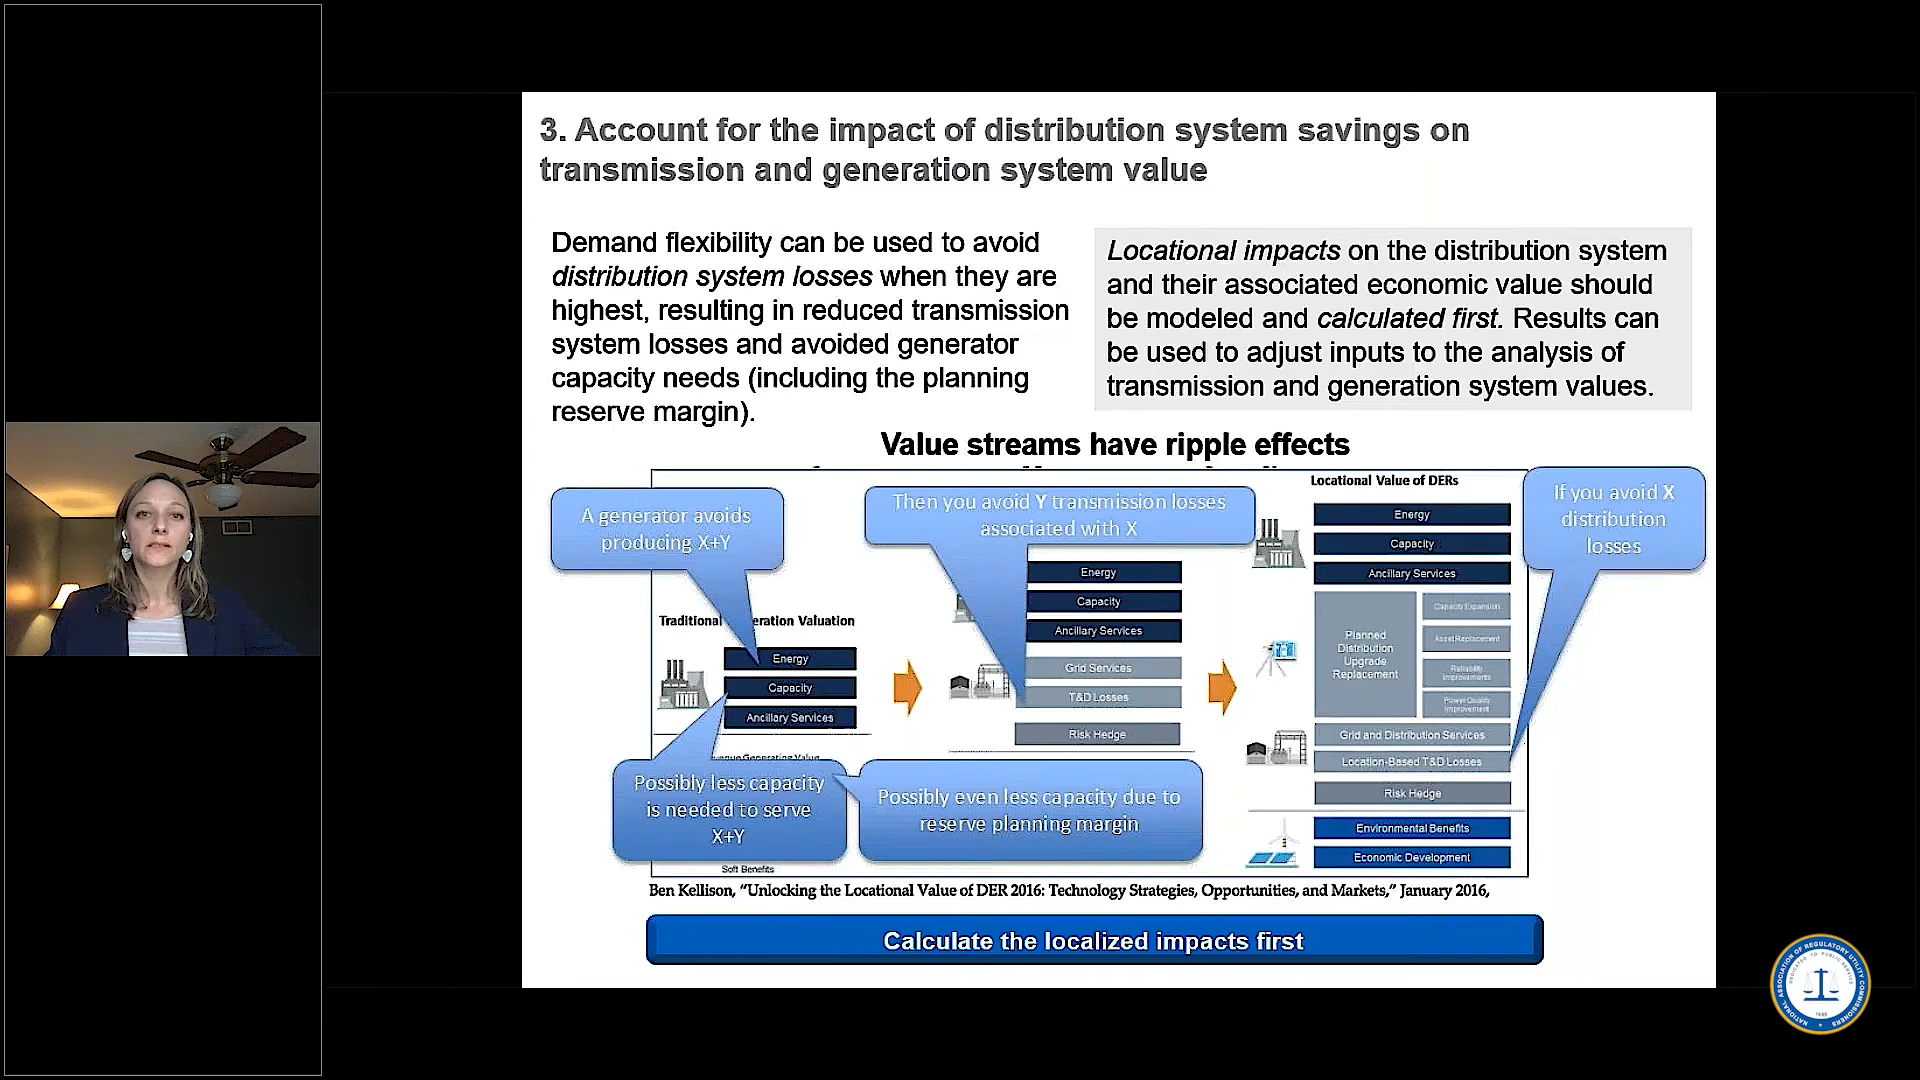 3. Account for the impact of distribution system savings on
transmission and generation system value
Demand flexibility can be used to avoid
distribution system losses when they are
highest, resulting in reduced transmission
system losses and avoided generator
capacity needs (including the planning
reserve margin).
Locational impacts on the distribution system
and their associated economic value should
be modeled and calculated first. Results can
be used to adjust inputs to the analysis of
transmission and generation system values.
Value streams have ripple effects
A generator avoids
producing X+Y
Then you avoid Y transmission losses
associated with X
If you avoid X
distribution
losses
Traditional eration Valuation
Energy
Capacity
Ancillary Services
Possibly less capacity
is needed to serve
X+Y
Soft Benefits
Energy
Capacity
Ancillary Services
Grid Services
T&D Losses
Risk Hedge
Possibly even less capacity due to
reserve planning margin
Locational Value of DERs
Energy
Capacity
Ancillary Services
Planned
Distribution
Upgrade
Replacement
Capacity Expansion
Asset Replacement
Reliability
Improvements
Power Quality
Improvement
Grid and Distribution Services
Location-Based T&D Losses
Risk Hedge
Environmental Benefits
Economic Development
Ben Kellison, “Unlocking the Locational Value of DER 2016: Technology Strategies, Opportunities, and Markets,” January 2016,
Calculate the localized impacts first
NATIONAL ASSOCIATION OF REGULATORY UTILITY COMMISSIONERS